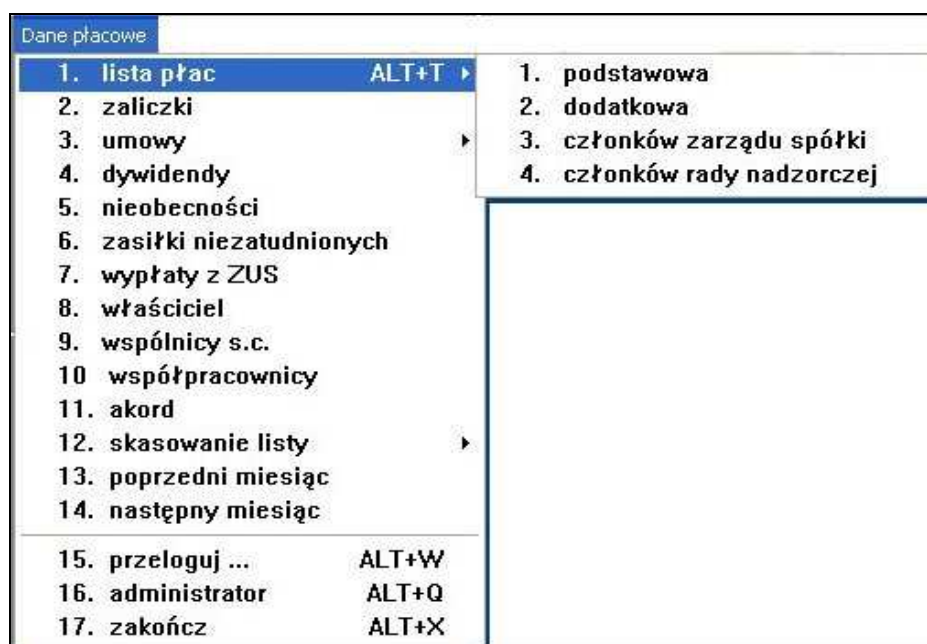 Dane płacowe
1. lista płac ALT+T
2. zaliczki
3. umowy
4. dywidendy
5. nieobecności
6. zasiłki niezatudnionych
7. wypłaty z ZUS
8. właściciel
9. wspólnicy s.c.
10 współpracownicy
11. akord
12. skasowanie listy
13. poprzedni miesiąc
14. następny miesiąc
15. przeloguj ... ALT+W
16. administrator ALT+Q
17. zakończ ALT+X
1. podstawowa
2. dodatkowa
3. członków zarządu spółki
4. członków rady nadzorczej